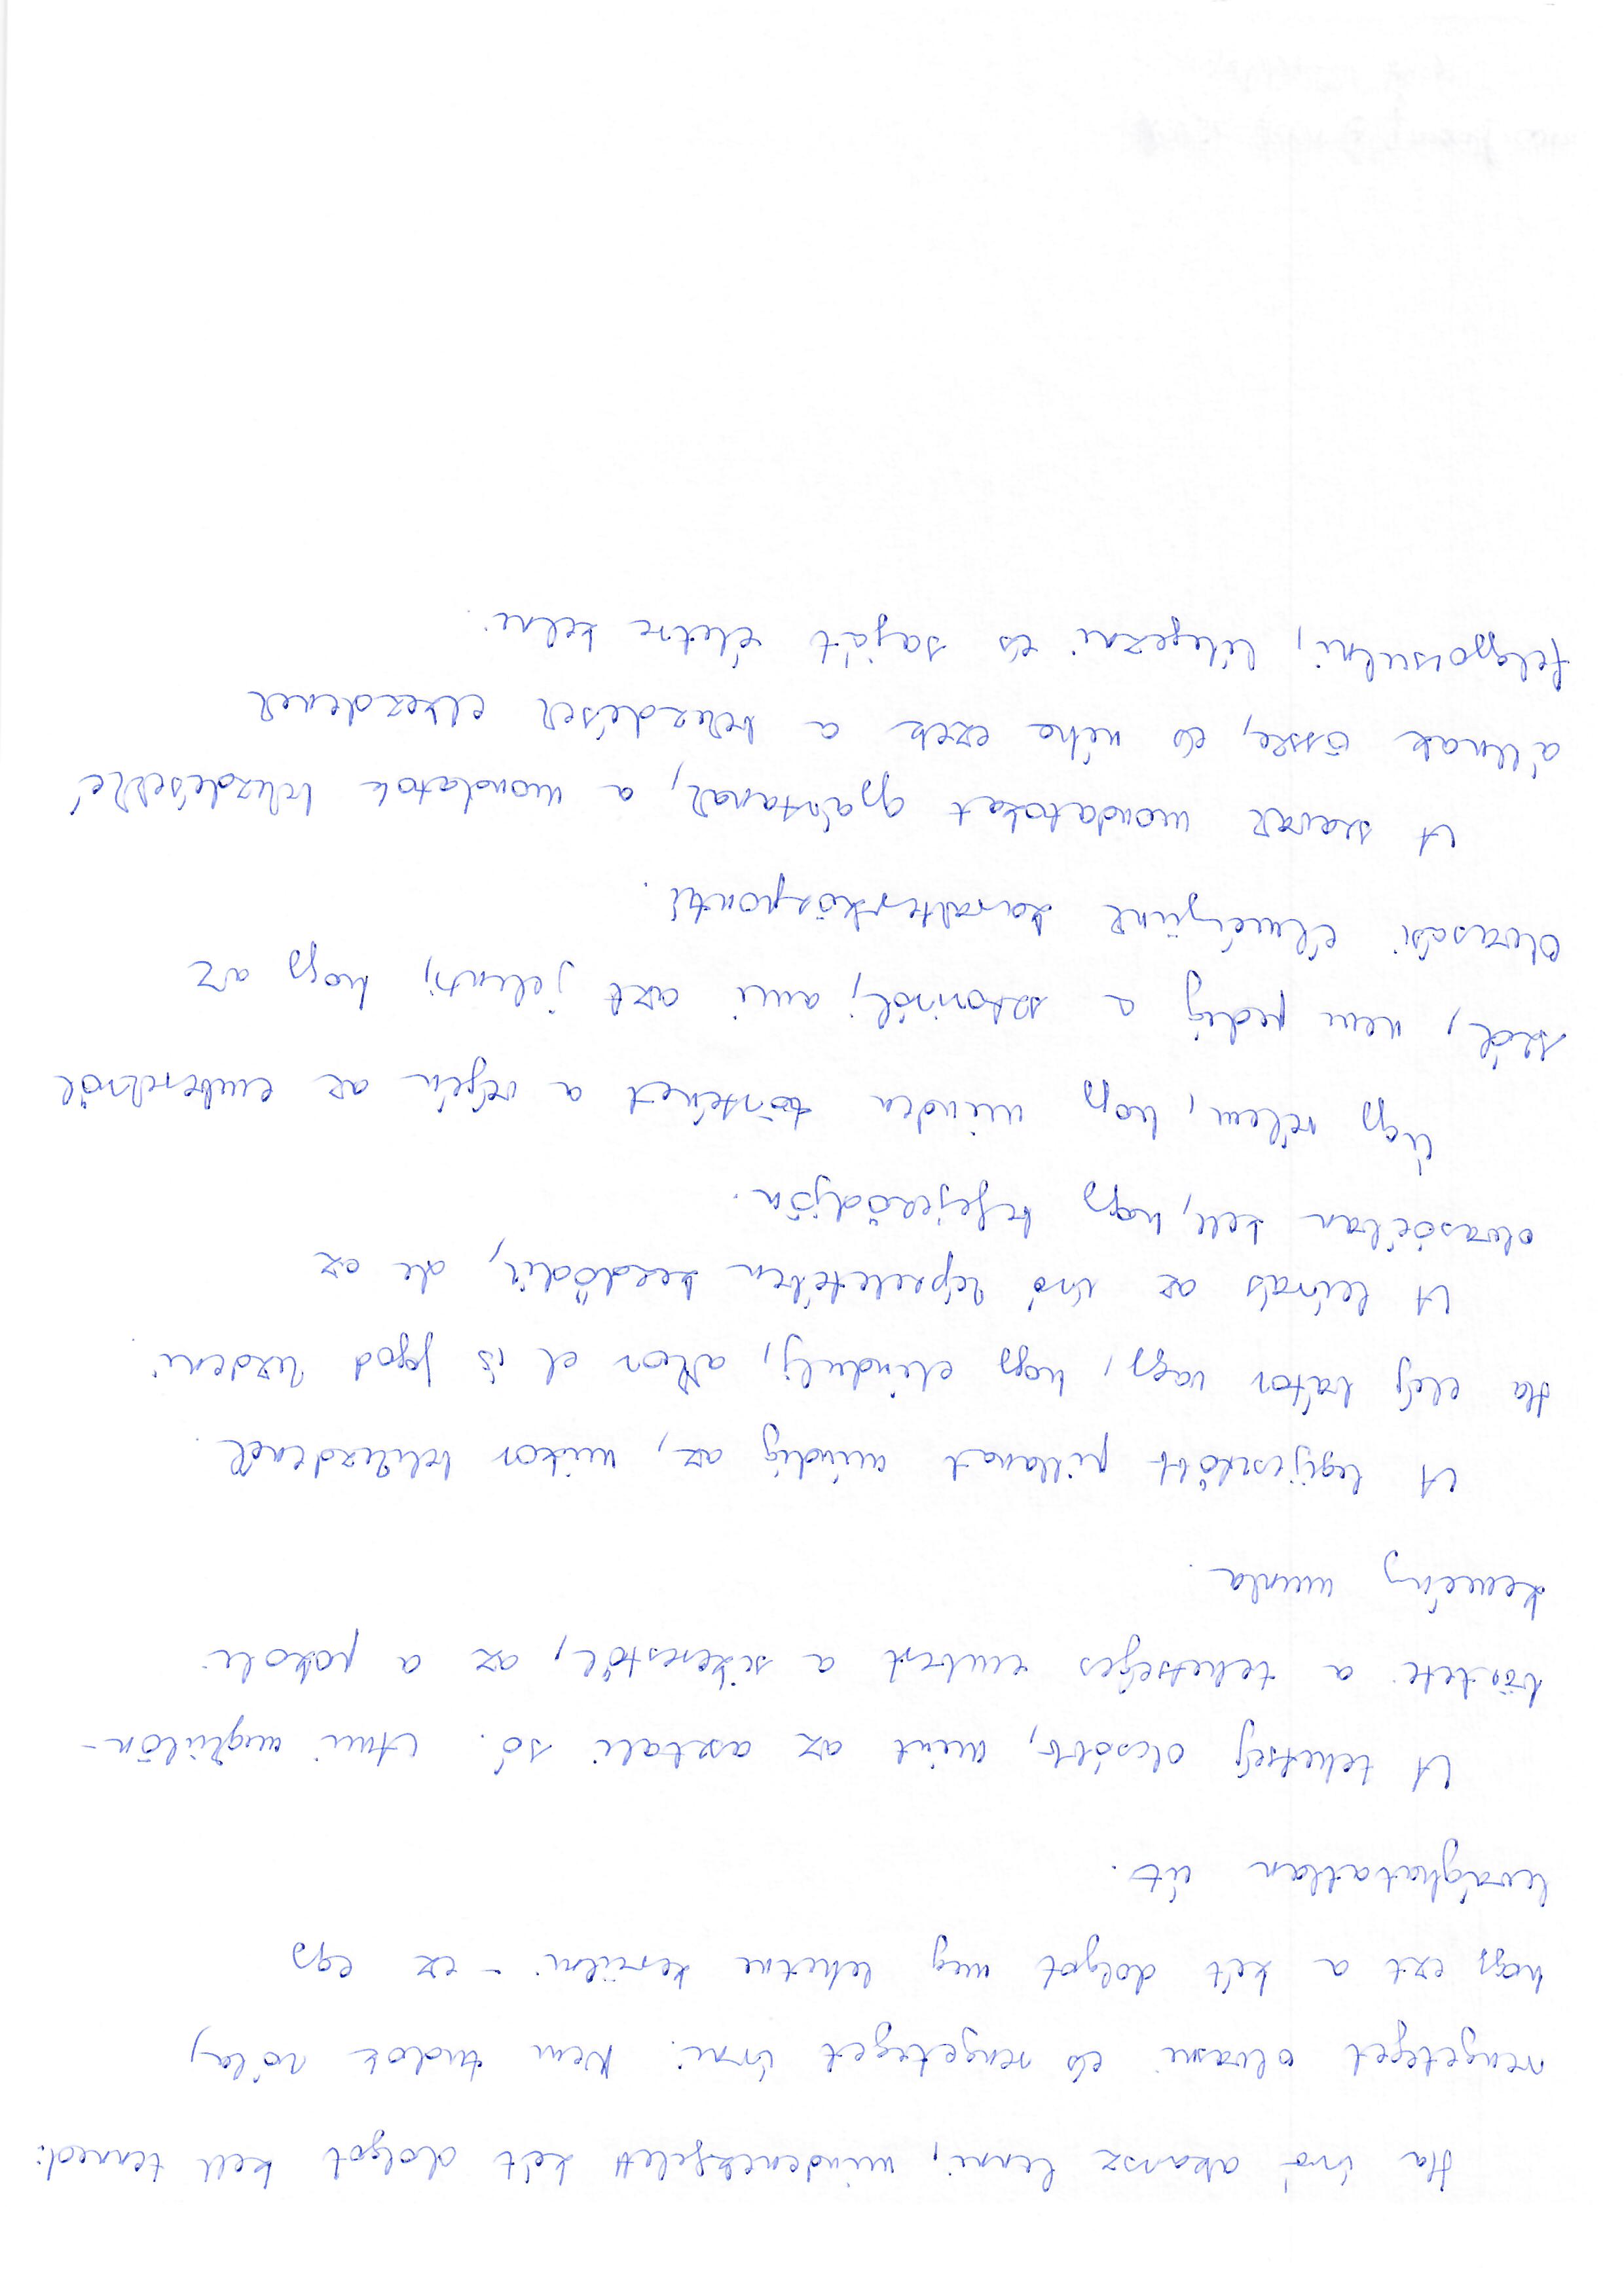 Ha író akarsz lenni, mindenekfelett két dolgot kell tenned:
rengeteget olvasni és rengeteget írni. Nem tudok róla,
hogy ezt a két dolgot meg lehetne kerülni - ez egy
levághatatlan út.
A tehetség olcsóbb, mint az asztali só. Ami megkülön-
bözteti a tehetséges embert a sikerestől, az a pokoli
kemény munka.
A legijesztőbb pillanat mindig az, mikor belekezdenél.
Ha elég bátor vagy, hogy elindulj, akkor el is fogod kezdeni.
A leírás az író képzeletében kezdődik, de az
olvasóéban kell, hogy befejeződjön.
Úgy vélem, hogy minden történet a végén az emberekről
szól, nem pedig a sztoriról; ami azt jelenti, hogy az
olvasási élményünk karakterközpontú.
A szavak mondatokat gyártanak, a mondatok bekezdésekké
állnak össze, és néha ezek a bekezdések elkezdenek
felgyorsulni, lélegezni és saját életre kelni.